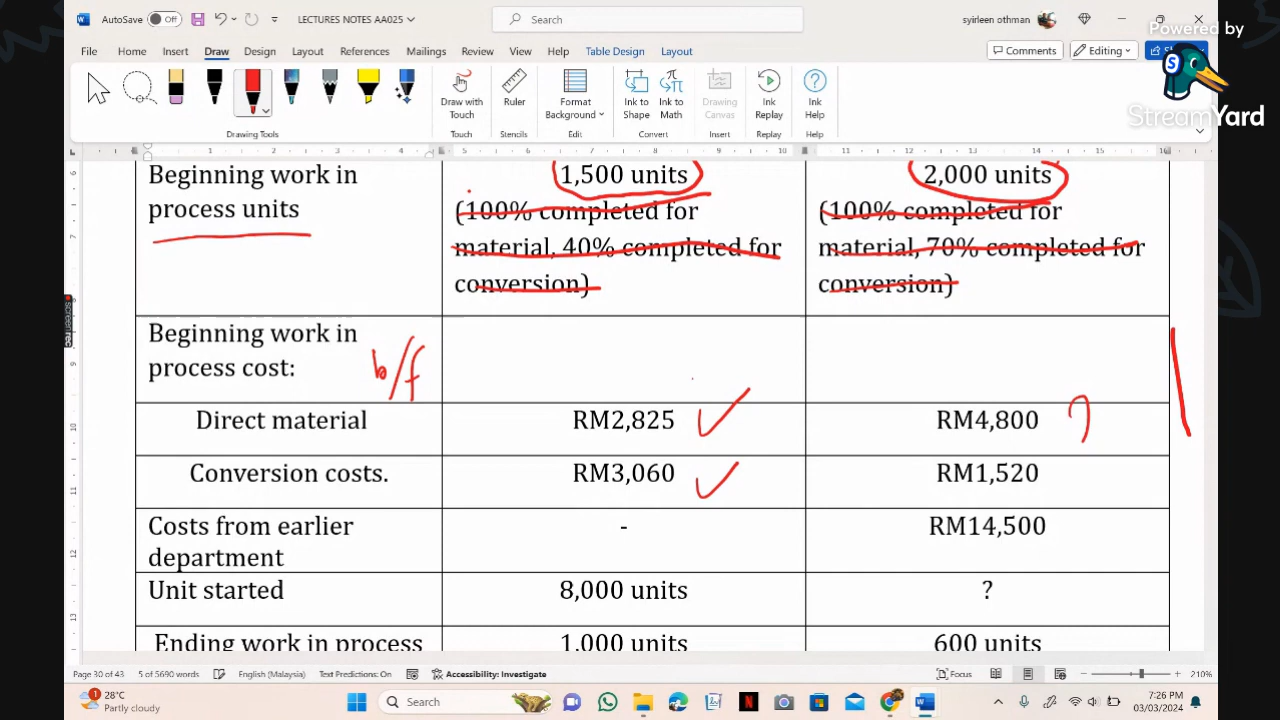 Powered by
StreamYard
AutoSave Off LECTURES NOTES AA025 Search syirleen othman
File Home Insert Draw Design Layout References Mailings Review View Help Table Design Layout Comments Editing
Draw with Touch Ruler Format Background Ink to Shape Ink to Math Drawing Canvas Ink Replay Ink Help
Drawing Tools Touch Stencils Edit Convert Insert Replay Help
Beginning work in process units
1,500 units
(100% completed for
material, 40% completed for
conversion)
2,000 units
(100% completed for
material, 70% completed for
conversion)
Beginning work in
process cost:
b/f
Direct material RM2,825 RM4,800
Conversion costs. RM3,060 RM1,520
Costs from earlier
department
- RM14,500
Unit started 8,000 units ?
Ending work in process 1,000 units 600 units
Page 30 of 43 5 of 5690 words English (Malaysia) Text Predictions: On Accessibility: Investigate Focus 210%
28°C
Partly cloudy
Search
7:26 PM
03/03/2024